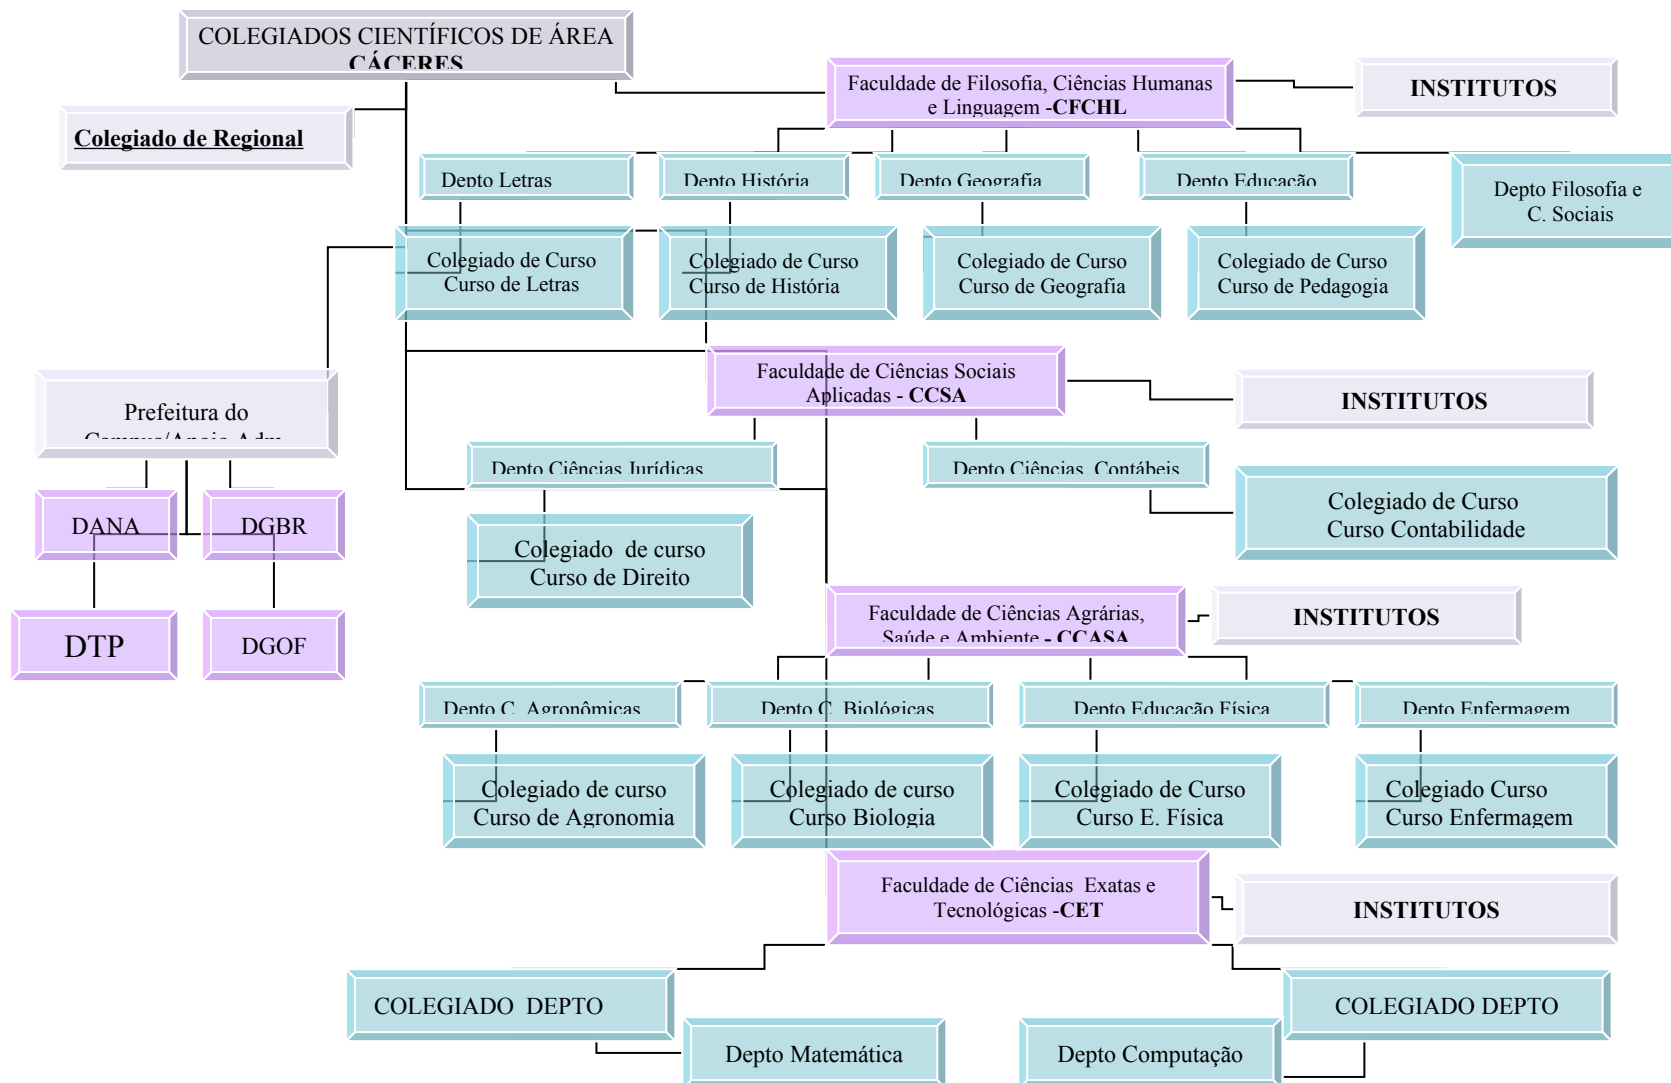 COLEGIADOS CIENTÍFICOS DE ÁREA
CÁCERES
Faculdade de Filosofia, Ciências Humanas
e Linguagem -CFCHL
INSTITUTOS
Colegiado de Regional
Depto Letras
Depto História
Depto Geografia
Depto Educação
Depto Filosofia e
C. Sociais
Colegiado de Curso
Curso de Letras
Colegiado de Curso
Curso de História
Colegiado de Curso
Curso de Geografia
Colegiado de Curso
Curso de Pedagogia
Faculdade de Ciências Sociais
Aplicadas - CCSA
INSTITUTOS
Prefeitura do
Campus/Apoio Adm
Depto Ciências Jurídicas
Depto Ciências Contábeis
DANA
DGBR
Colegiado de curso
Curso de Direito
Colegiado de Curso
Curso Contabilidade
DTP
DGOF
Faculdade de Ciências Agrárias,
Saúde e Ambiente - CCASA
INSTITUTOS
Depto C. Agronômicas
Depto C. Biológicas
Depto Educação Física
Depto Enfermagem
Colegiado de curso
Curso de Agronomia
Colegiado de curso
Curso Biologia
Colegiado de Curso
Curso E. Física
Colegiado Curso
Curso Enfermagem
Faculdade de Ciências Exatas e
Tecnológicas -CET
INSTITUTOS
COLEGIADO DEPTO
COLEGIADO DEPTO
Depto Matemática
Depto Computação